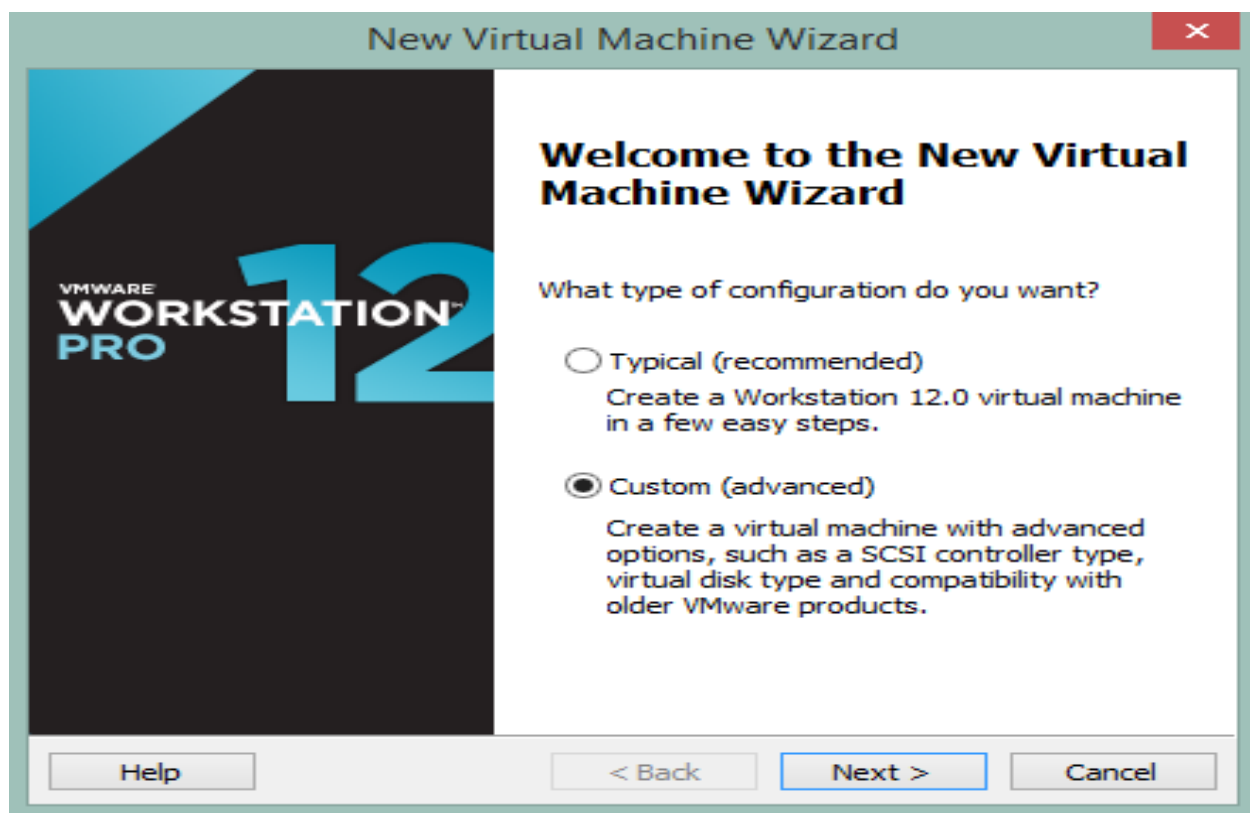 New Virtual Machine Wizard
×
VMWARE
WORKSTATION™
PRO
12
Welcome to the New Virtual
Machine Wizard
What type of configuration do you want?
Typical (recommended)
Create a Workstation 12.0 virtual machine
in a few easy steps.
Custom (advanced)
Create a virtual machine with advanced
options, such as a SCSI controller type,
virtual disk type and compatibility with
older VMware products.
Help
< Back
Next >
Cancel